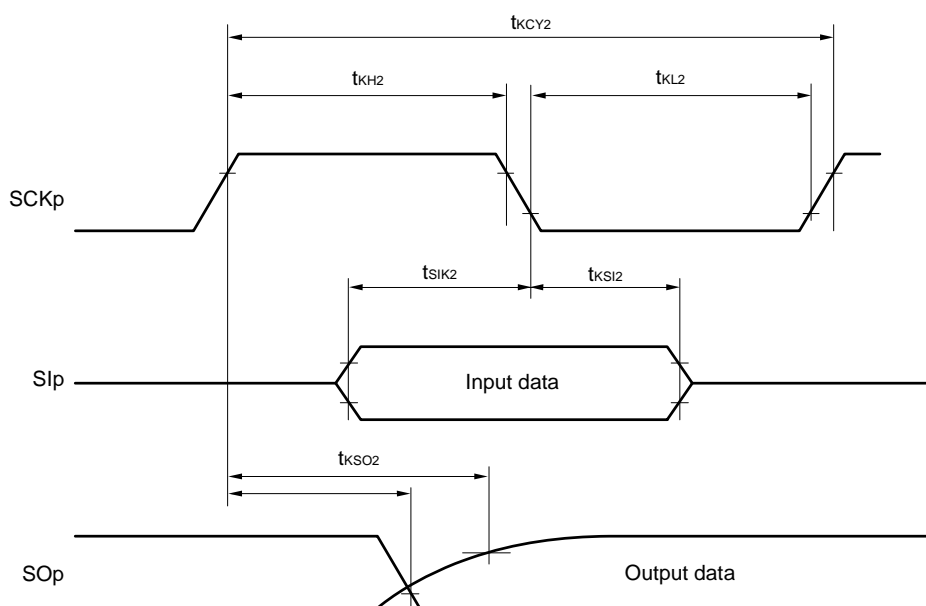 tKCY2
tKH2
tKL2
SCKp
tSIK2
tKSI2
SIp
Input data
tKSO2
SOp
Output data